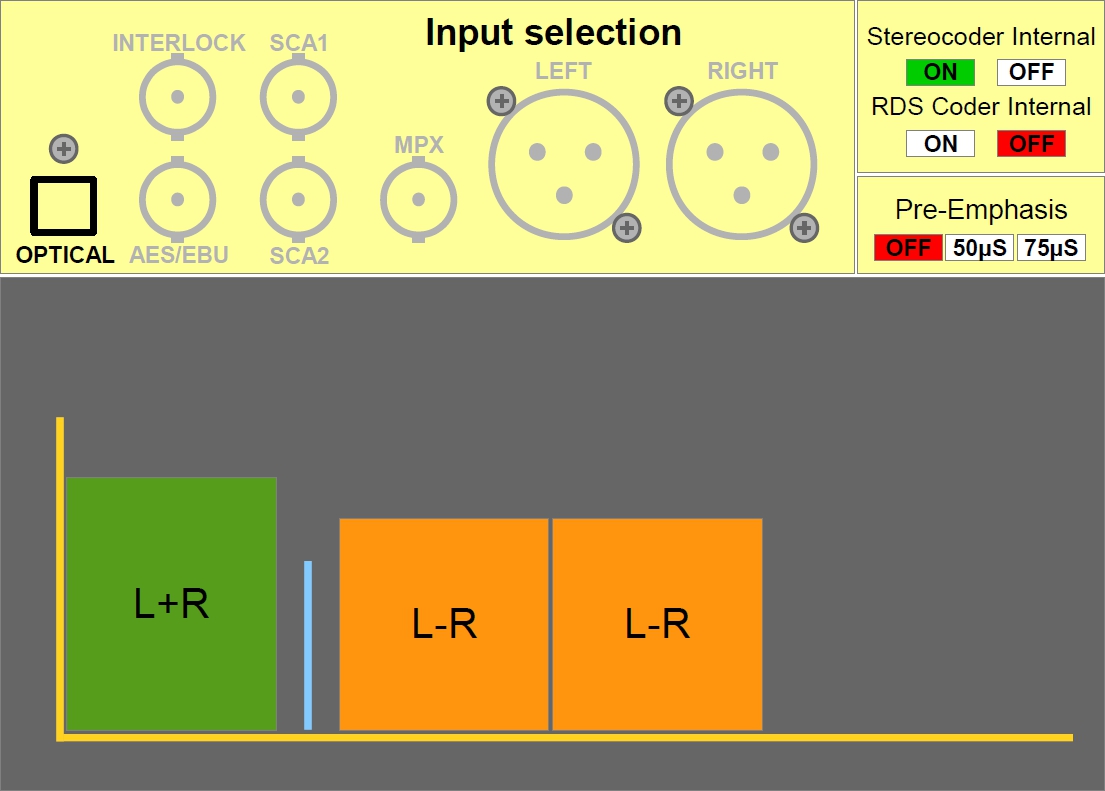 Input selection
INTERLOCK SCA1
LEFT RIGHT
MPX
OPTICAL AES/EBU SCA2
Stereocoder Internal
ON OFF
RDS Coder Internal
ON OFF
Pre-Emphasis
OFF 50µS 75µS
L+R L-R L-R